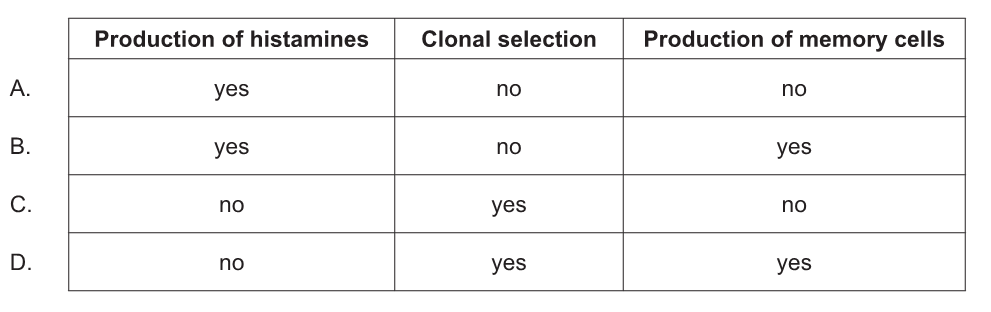 Production of histamines Clonal selection Production of memory cells
A. yes no no
B. yes no yes
C. no yes no
D. no yes yes